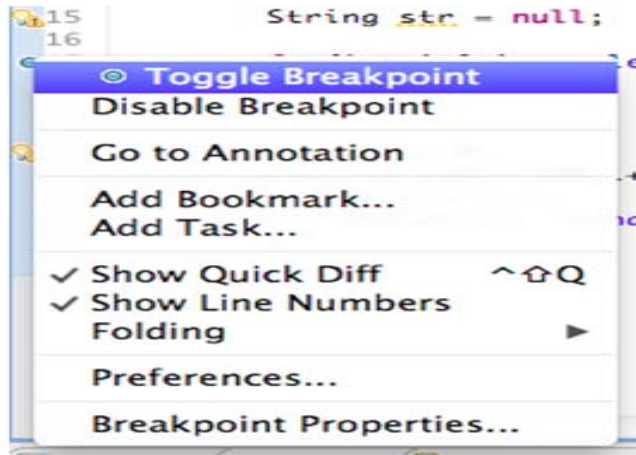 15 String str = null;
16
Toggle Breakpoint
Disable Breakpoint
Go to Annotation
Add Bookmark...
Add Task...
Show Quick Diff ^⇧Q
Show Line Numbers
Folding
Preferences...
Breakpoint Properties...